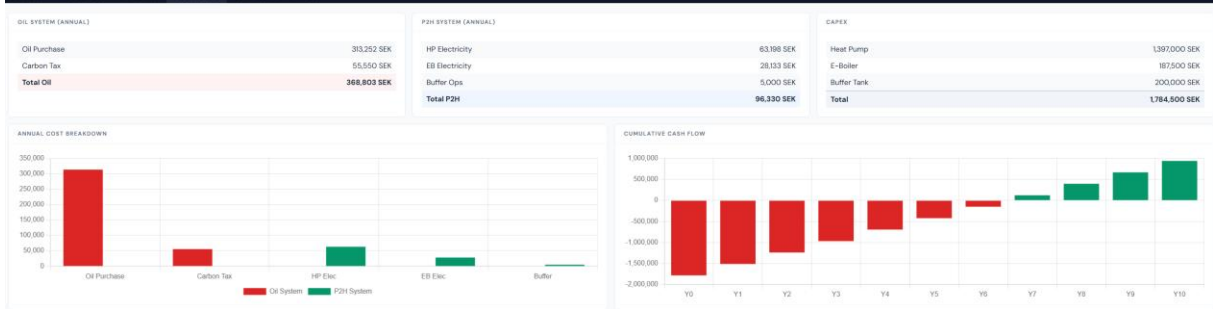 OIL SYSTEM (ANNUAL)
Oil Purchase 313,252 SEK
Carbon Tax 55,550 SEK
Total Oil 368,803 SEK
P2H SYSTEM (ANNUAL)
HP Electricity 63,198 SEK
EB Electricity 28,133 SEK
Buffer Ops 5,000 SEK
Total P2H 96,330 SEK
CAPEX
Heat Pump 1,397,000 SEK
E-Boiler 187,500 SEK
Buffer Tank 200,000 SEK
Total 1,784,500 SEK
ANNUAL COST BREAKDOWN
350,000
300,000
250,000
200,000
150,000
100,000
50,000
0
Oil Purchase Carbon Tax HP Elec EB Elec Buffer
Oil System P2H System
CUMULATIVE CASH FLOW
1,000,000
500,000
0
-500,000
-1,000,000
-1,500,000
-2,000,000
Y0 Y1 Y2 Y3 Y4 Y5 Y6 Y7 Y8 Y9 Y10